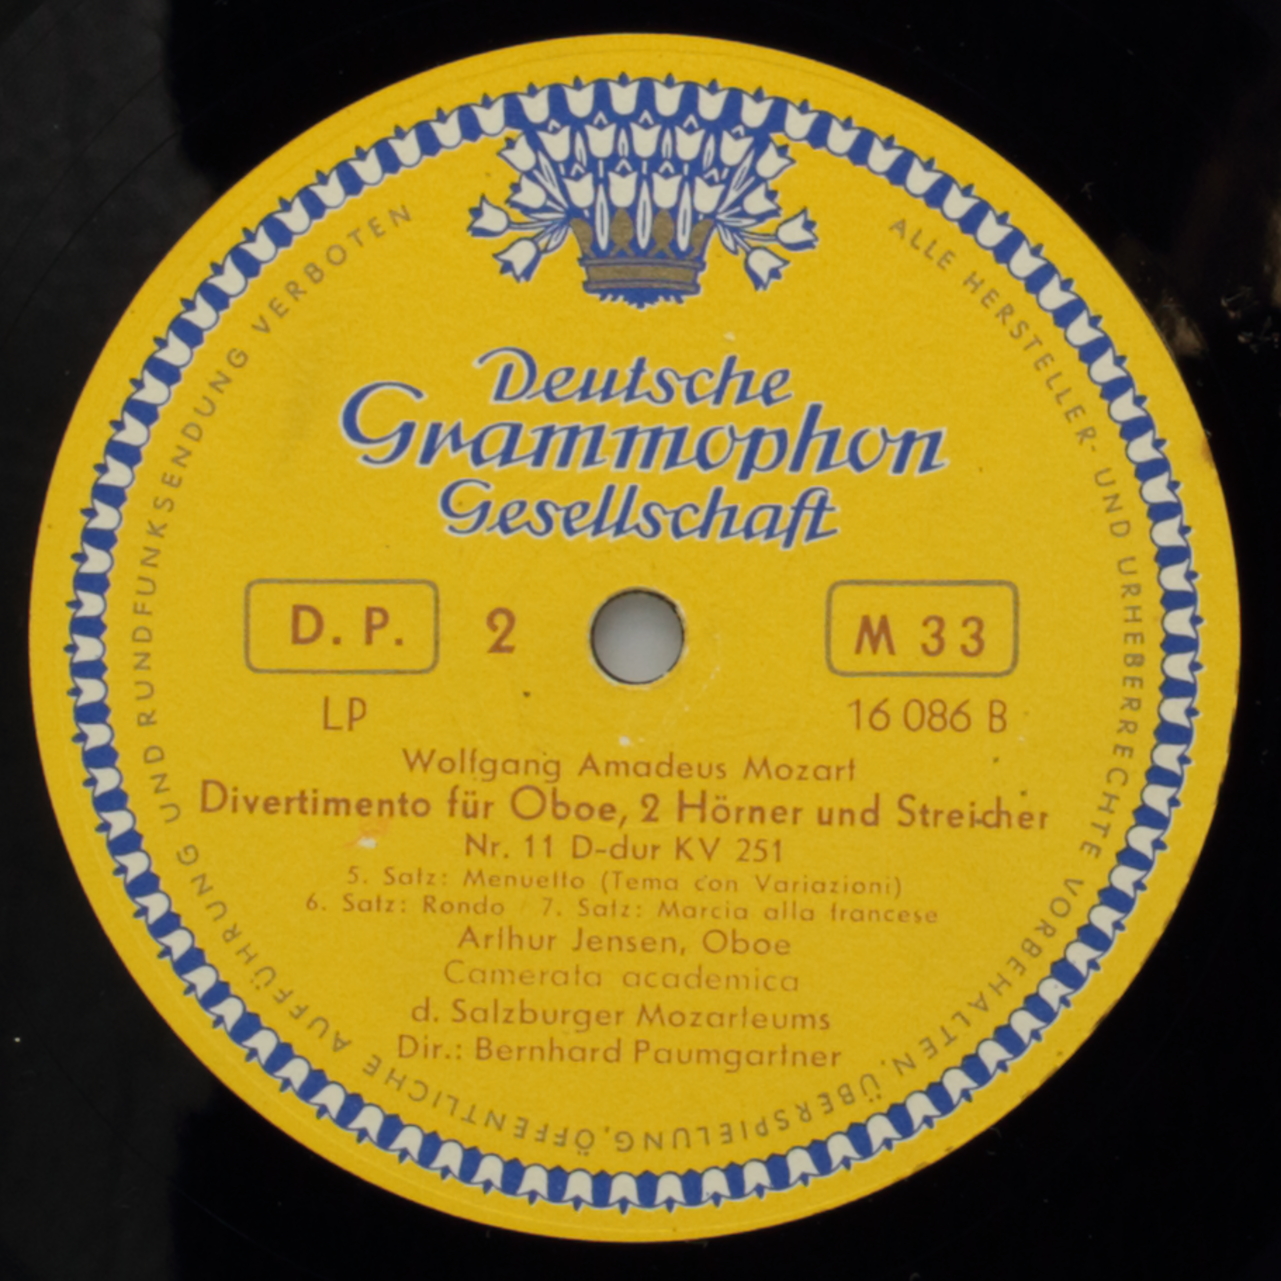 Deutsche
Grammophon
Gesellschaft
D. P. 2 M 33
LP 16 086 B
Wolfgang Amadeus Mozart
Divertimento für Oboe, 2 Hörner und Streicher
Nr. 11 D-dur KV 251
5. Satz: Menuetto (Tema con Variazioni)
6. Satz: Rondo 7. Satz: Marcia alla francese
Arthur Jensen, Oboe
Camerata academica
d. Salzburger Mozarteums
Dir.: Bernhard Paumgartner
ALLE HERSTELLER- UND URHEBERRECHTE VORBEHALTEN. ÜBERSPIELUNG, ÖFFENTLICHE AUFFÜHRUNG UND RUNDFUNKSENDUNG VERBOTEN